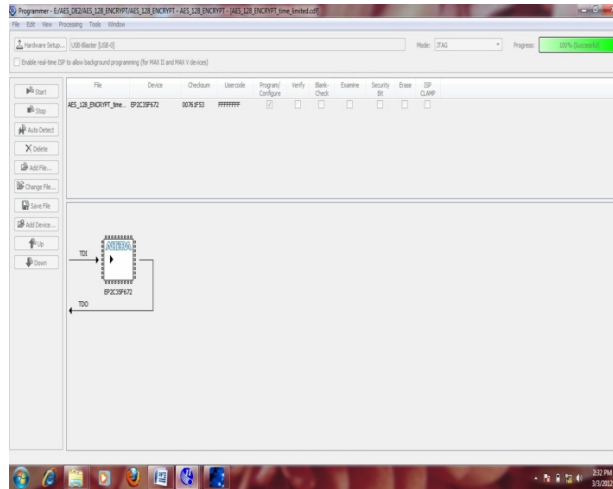 Programmer - E:/AES_DE2/AES_128_ENCRYPT/AES_128_ENCRYPT - AES_128_ENCRYPT - [AES_128_ENCRYPT_time_limited.cdf]
File Edit View Processing Tools Window
Hardware Setup... USB-Blaster [USB-0] Mode: JTAG Progress: 100% (Successful)
Enable real-time ISP to allow background programming (for MAX II and MAX V devices)
File Device Checksum Usercode Program/ Configure Verify Blank- Check Examine Security Bit Erase ISP CLAMP
AES_128_ENCRYPT_time... EP2C35F672 00761F53 FFFFFFFF
Start
Stop
Auto Detect
Delete
Add File...
Change File...
Save File
Add Device...
Up
Down
TDI
EP2C35F672
TDO
2:32 PM
3/3/2012